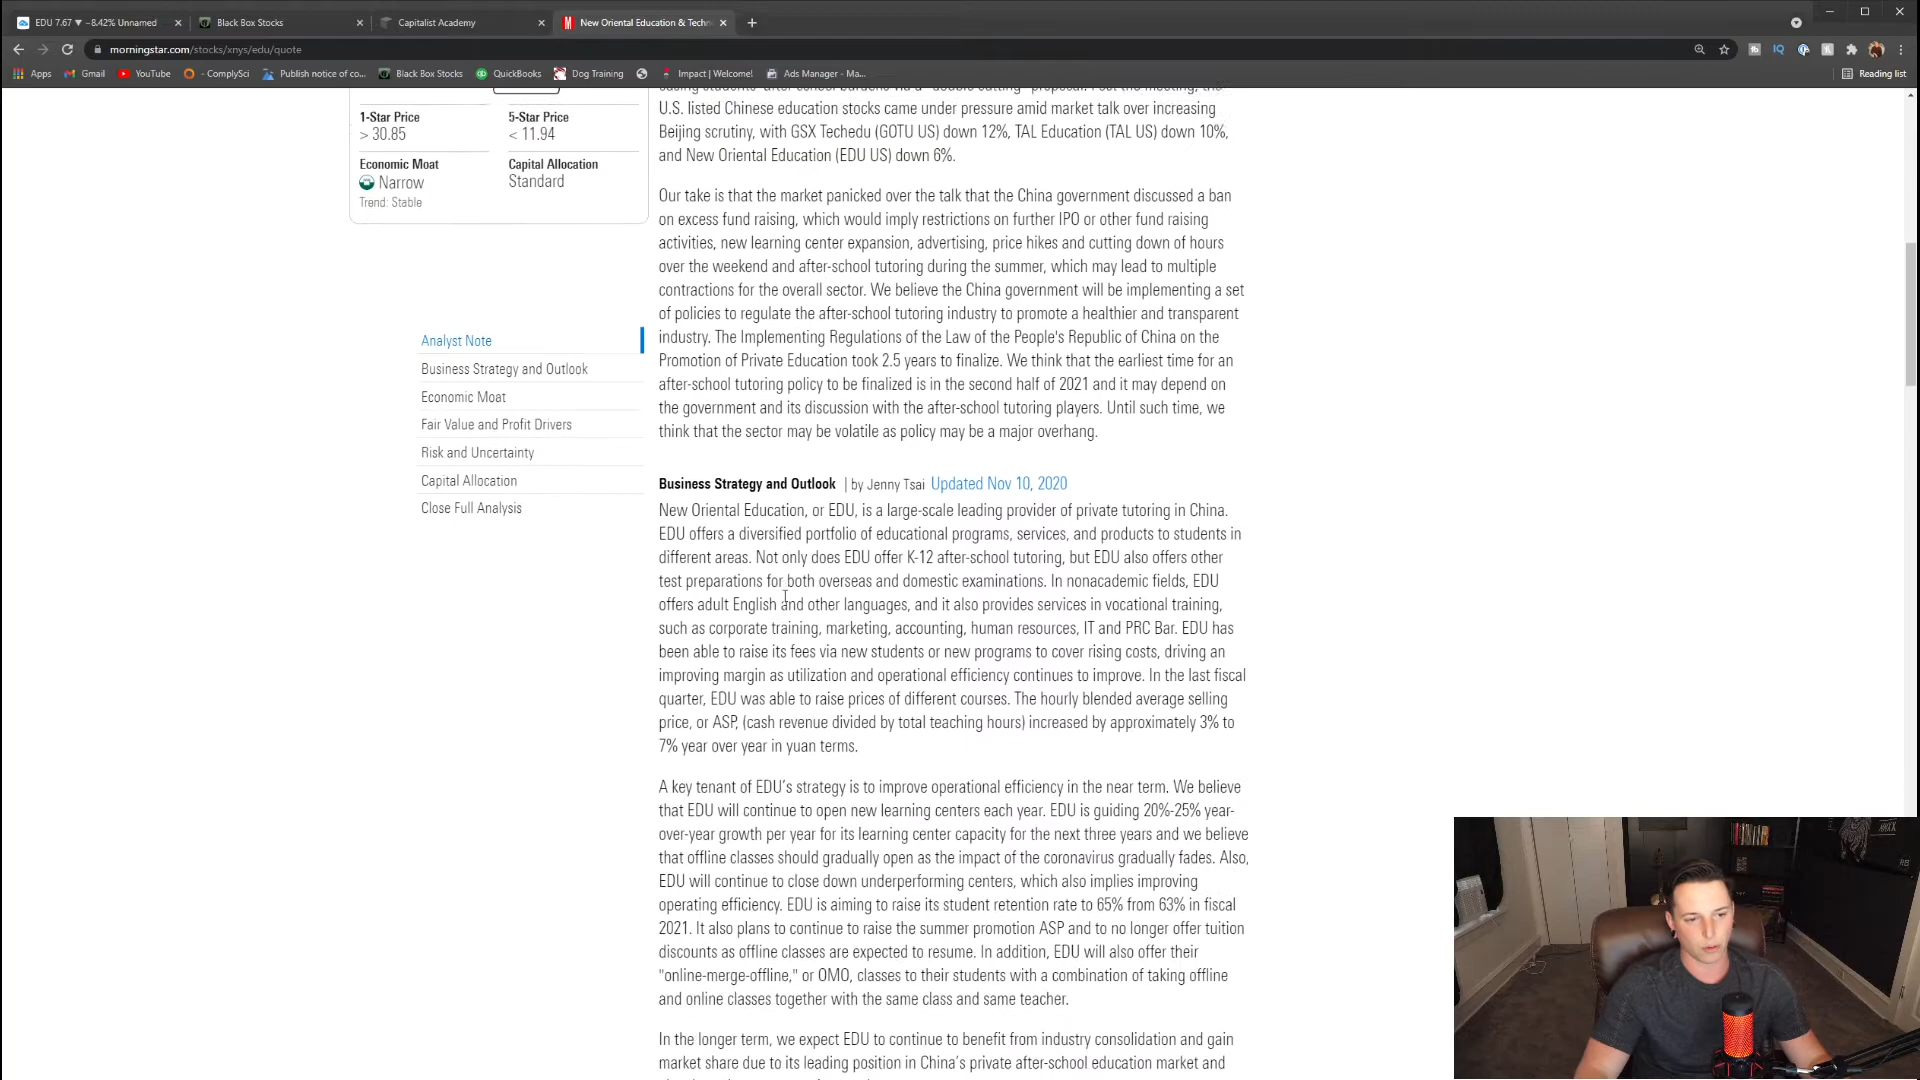 EDU 7.67 ▼ −8.42% Unnamed
Black Box Stocks
Capitalist Academy
New Oriental Education & Techn
morningstar.com/stocks/xnys/edu/quote
Apps
Gmail
YouTube
- ComplySci
Publish notice of co...
Black Box Stocks
QuickBooks
Dog Training
Impact | Welcome!
Ads Manager - Ma...
Reading list
1-Star Price
> 30.85
5-Star Price
< 11.94
Economic Moat
Narrow
Trend: Stable
Capital Allocation
Standard
Analyst Note
Business Strategy and Outlook
Economic Moat
Fair Value and Profit Drivers
Risk and Uncertainty
Capital Allocation
Close Full Analysis
U.S. listed Chinese education stocks came under pressure amid market talk over increasing
Beijing scrutiny, with GSX Techedu (GOTU US) down 12%, TAL Education (TAL US) down 10%,
and New Oriental Education (EDU US) down 6%.
Our take is that the market panicked over the talk that the China government discussed a ban
on excess fund raising, which would imply restrictions on further IPO or other fund raising
activities, new learning center expansion, advertising, price hikes and cutting down of hours
over the weekend and after-school tutoring during the summer, which may lead to multiple
contractions for the overall sector. We believe the China government will be implementing a set
of policies to regulate the after-school tutoring industry to promote a healthier and transparent
industry. The Implementing Regulations of the Law of the People's Republic of China on the
Promotion of Private Education took 2.5 years to finalize. We think that the earliest time for an
after-school tutoring policy to be finalized is in the second half of 2021 and it may depend on
the government and its discussion with the after-school tutoring players. Until such time, we
think that the sector may be volatile as policy may be a major overhang.
Business Strategy and Outlook | by Jenny Tsai Updated Nov 10, 2020
New Oriental Education, or EDU, is a large-scale leading provider of private tutoring in China.
EDU offers a diversified portfolio of educational programs, services, and products to students in
different areas. Not only does EDU offer K-12 after-school tutoring, but EDU also offers other
test preparations for both overseas and domestic examinations. In nonacademic fields, EDU
offers adult English and other languages, and it also provides services in vocational training,
such as corporate training, marketing, accounting, human resources, IT and PRC Bar. EDU has
been able to raise its fees via new students or new programs to cover rising costs, driving an
improving margin as utilization and operational efficiency continues to improve. In the last fiscal
quarter, EDU was able to raise prices of different courses. The hourly blended average selling
price, or ASP, (cash revenue divided by total teaching hours) increased by approximately 3% to
7% year over year in yuan terms.
A key tenant of EDU's strategy is to improve operational efficiency in the near term. We believe
that EDU will continue to open new learning centers each year. EDU is guiding 20%-25% year-
over-year growth per year for its learning center capacity for the next three years and we believe
that offline classes should gradually open as the impact of the coronavirus gradually fades. Also,
EDU will continue to close down underperforming centers, which also implies improving
operating efficiency. EDU is aiming to raise its student retention rate to 65% from 63% in fiscal
2021. It also plans to continue to raise the summer promotion ASP and to no longer offer tuition
discounts as offline classes are expected to resume. In addition, EDU will also offer their
"online-merge-offline," or OMO, classes to their students with a combination of taking offline
and online classes together with the same class and same teacher.
In the longer term, we expect EDU to continue to benefit from industry consolidation and gain
market share due to its leading position in China's private after-school education market and